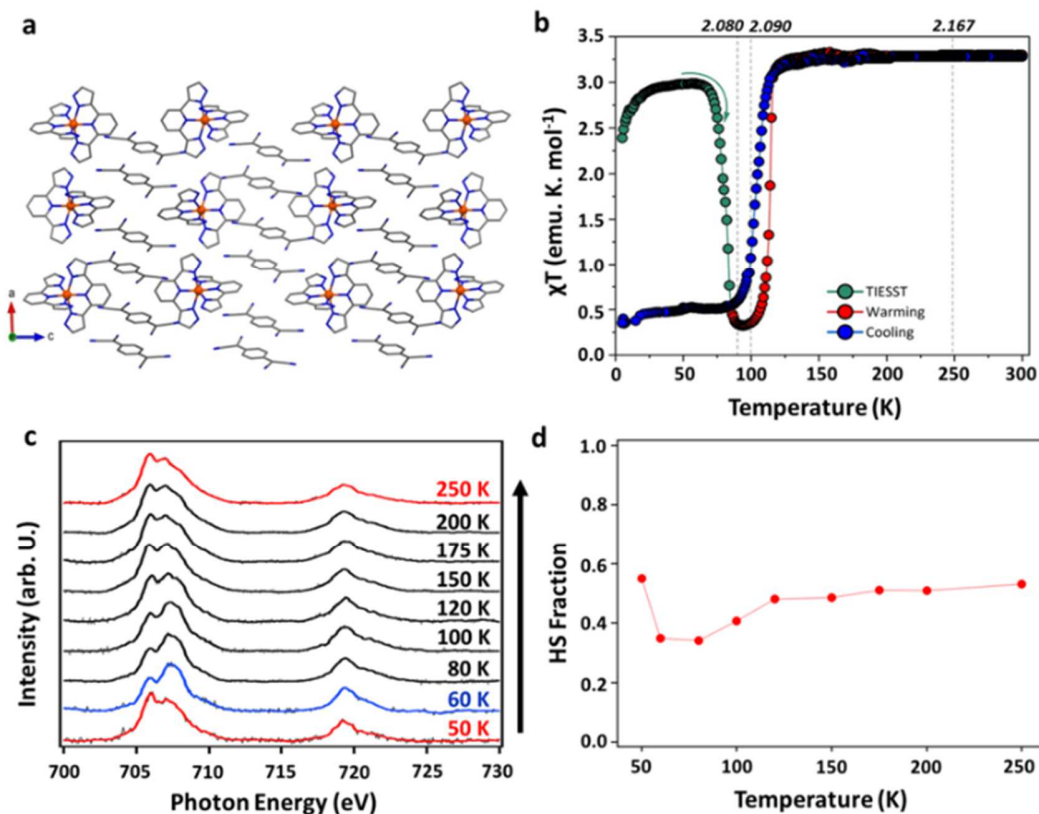 a
a
c
b
2.080
2.090
2.167
3.5
3.0
2.5
2.0
1.5
1.0
0.5
0.0
χT (emu. K. mol⁻¹)
TIESST
Warming
Cooling
0 50 100 150 200 250 300
Temperature (K)
c
Intensity (arb. U.)
250 K
200 K
175 K
150 K
120 K
100 K
80 K
60 K
50 K
700 705 710 715 720 725 730
Photon Energy (eV)
d
1.0
0.8
0.6
0.4
0.2
0.0
HS Fraction
50 100 150 200 250
Temperature (K)